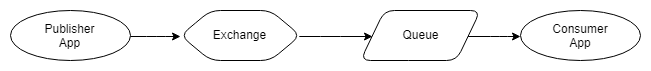 Publisher
App
Exchange
Queue
Consumer
App